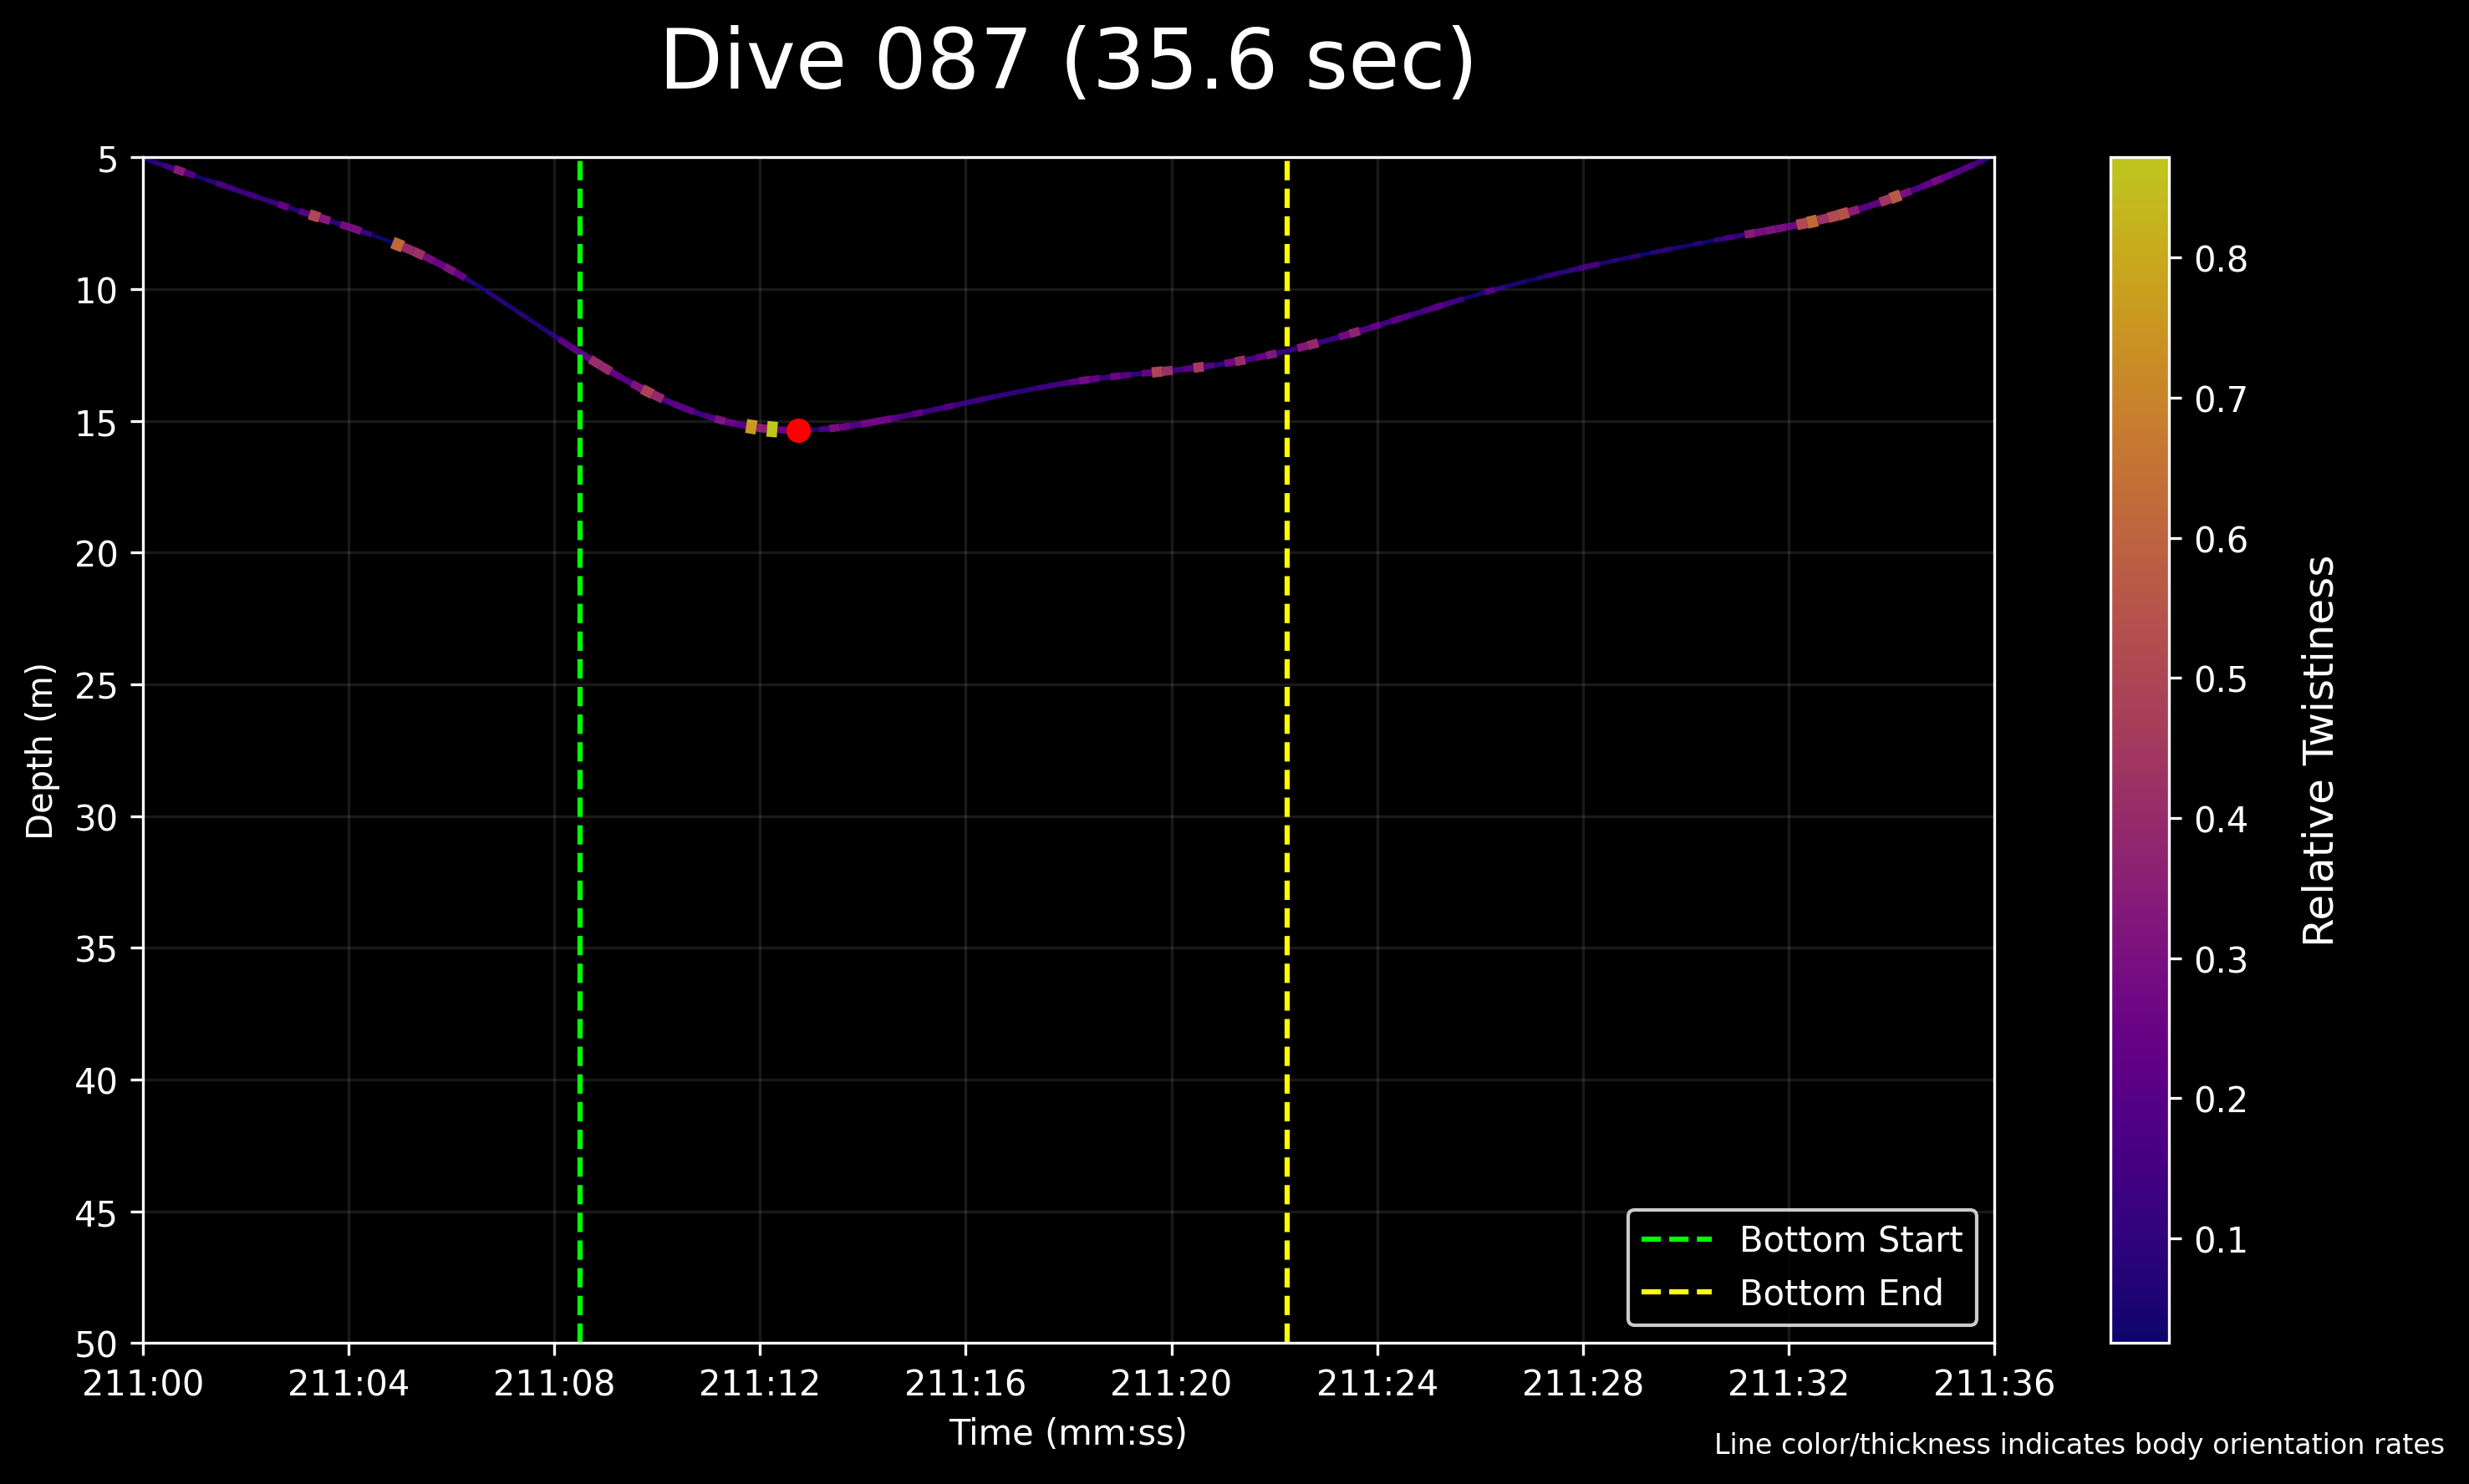 Dive 087 (35.6 sec)
5
10
15
20
25
30
35
40
45
50
Depth (m)
211:00 211:04 211:08 211:12 211:16 211:20 211:24 211:28 211:32 211:36
Time (mm:ss)
Bottom Start
Bottom End
0.8
0.7
0.6
0.5
0.4
0.3
0.2
0.1
Relative Twistiness
Line color/thickness indicates body orientation rates